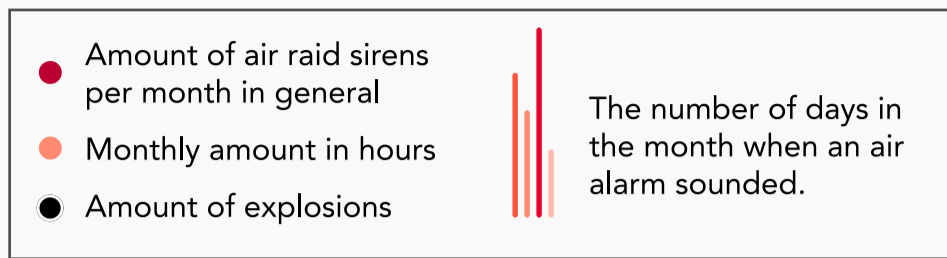 Amount of air raid sirens
per month in general
Monthly amount in hours
Amount of explosions
The number of days in
the month when an air
alarm sounded.